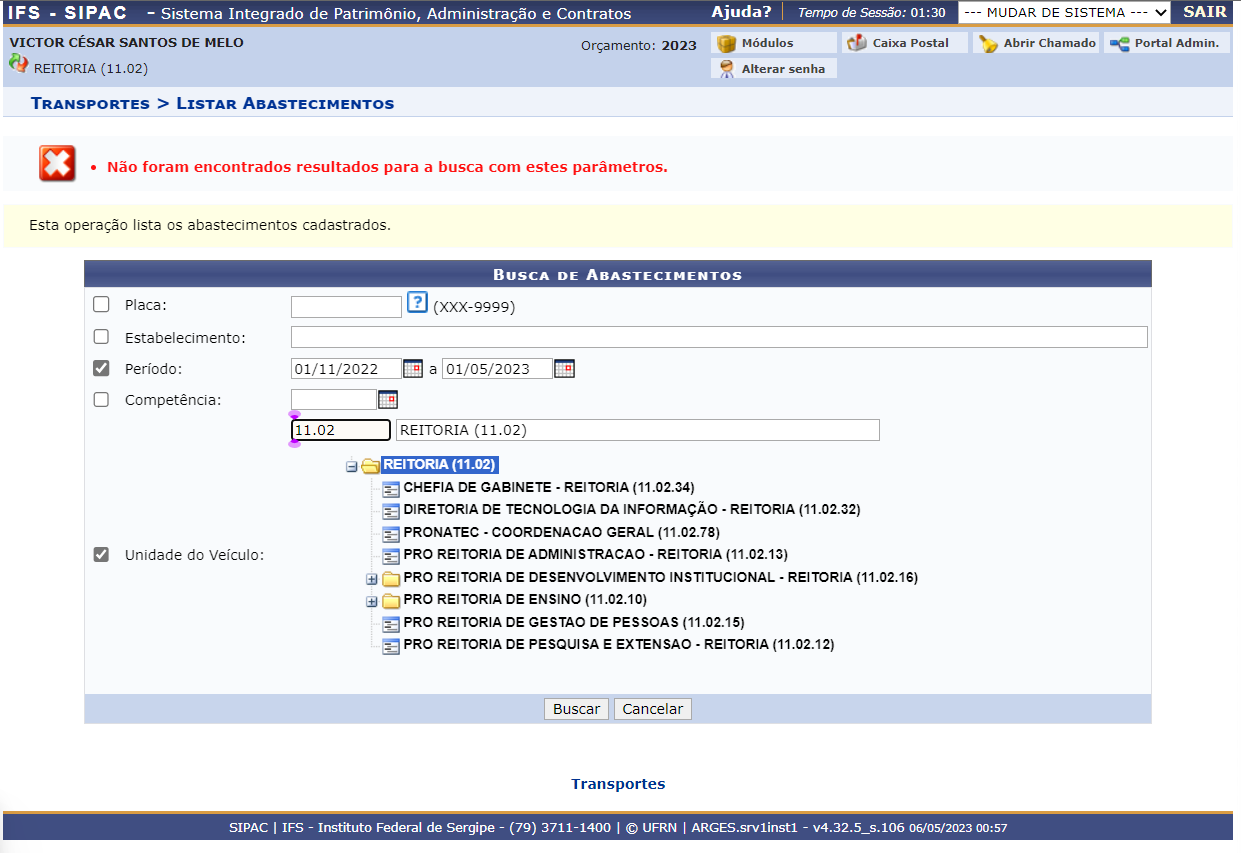 IFS - SIPAC - Sistema Integrado de Patrimônio, Administração e Contratos Ajuda? Tempo de Sessão: 01:30 --- MUDAR DE SISTEMA --- SAIR
VICTOR CÉSAR SANTOS DE MELO Orçamento: 2023 Módulos Caixa Postal Abrir Chamado Portal Admin.
REITORIA (11.02) Alterar senha
Transportes > Listar Abastecimentos
• Não foram encontrados resultados para a busca com estes parâmetros.
Esta operação lista os abastecimentos cadastrados.
Busca de Abastecimentos
Placa: ? (XXX-9999)
Estabelecimento:
Período: 01/11/2022 a 01/05/2023
Competência:
11.02 REITORIA (11.02)
REITORIA (11.02)
CHEFIA DE GABINETE - REITORIA (11.02.34)
DIRETORIA DE TECNOLOGIA DA INFORMAÇÃO - REITORIA (11.02.32)
PRONATEC - COORDENACAO GERAL (11.02.78)
Unidade do Veículo: PRO REITORIA DE ADMINISTRACAO - REITORIA (11.02.13)
PRO REITORIA DE DESENVOLVIMENTO INSTITUCIONAL - REITORIA (11.02.16)
PRO REITORIA DE ENSINO (11.02.10)
PRO REITORIA DE GESTAO DE PESSOAS (11.02.15)
PRO REITORIA DE PESQUISA E EXTENSAO - REITORIA (11.02.12)
Buscar Cancelar
Transportes
SIPAC | IFS - Instituto Federal de Sergipe - (79) 3711-1400 | © UFRN | ARGES.srv1inst1 - v4.32.5_s.106 06/05/2023 00:57